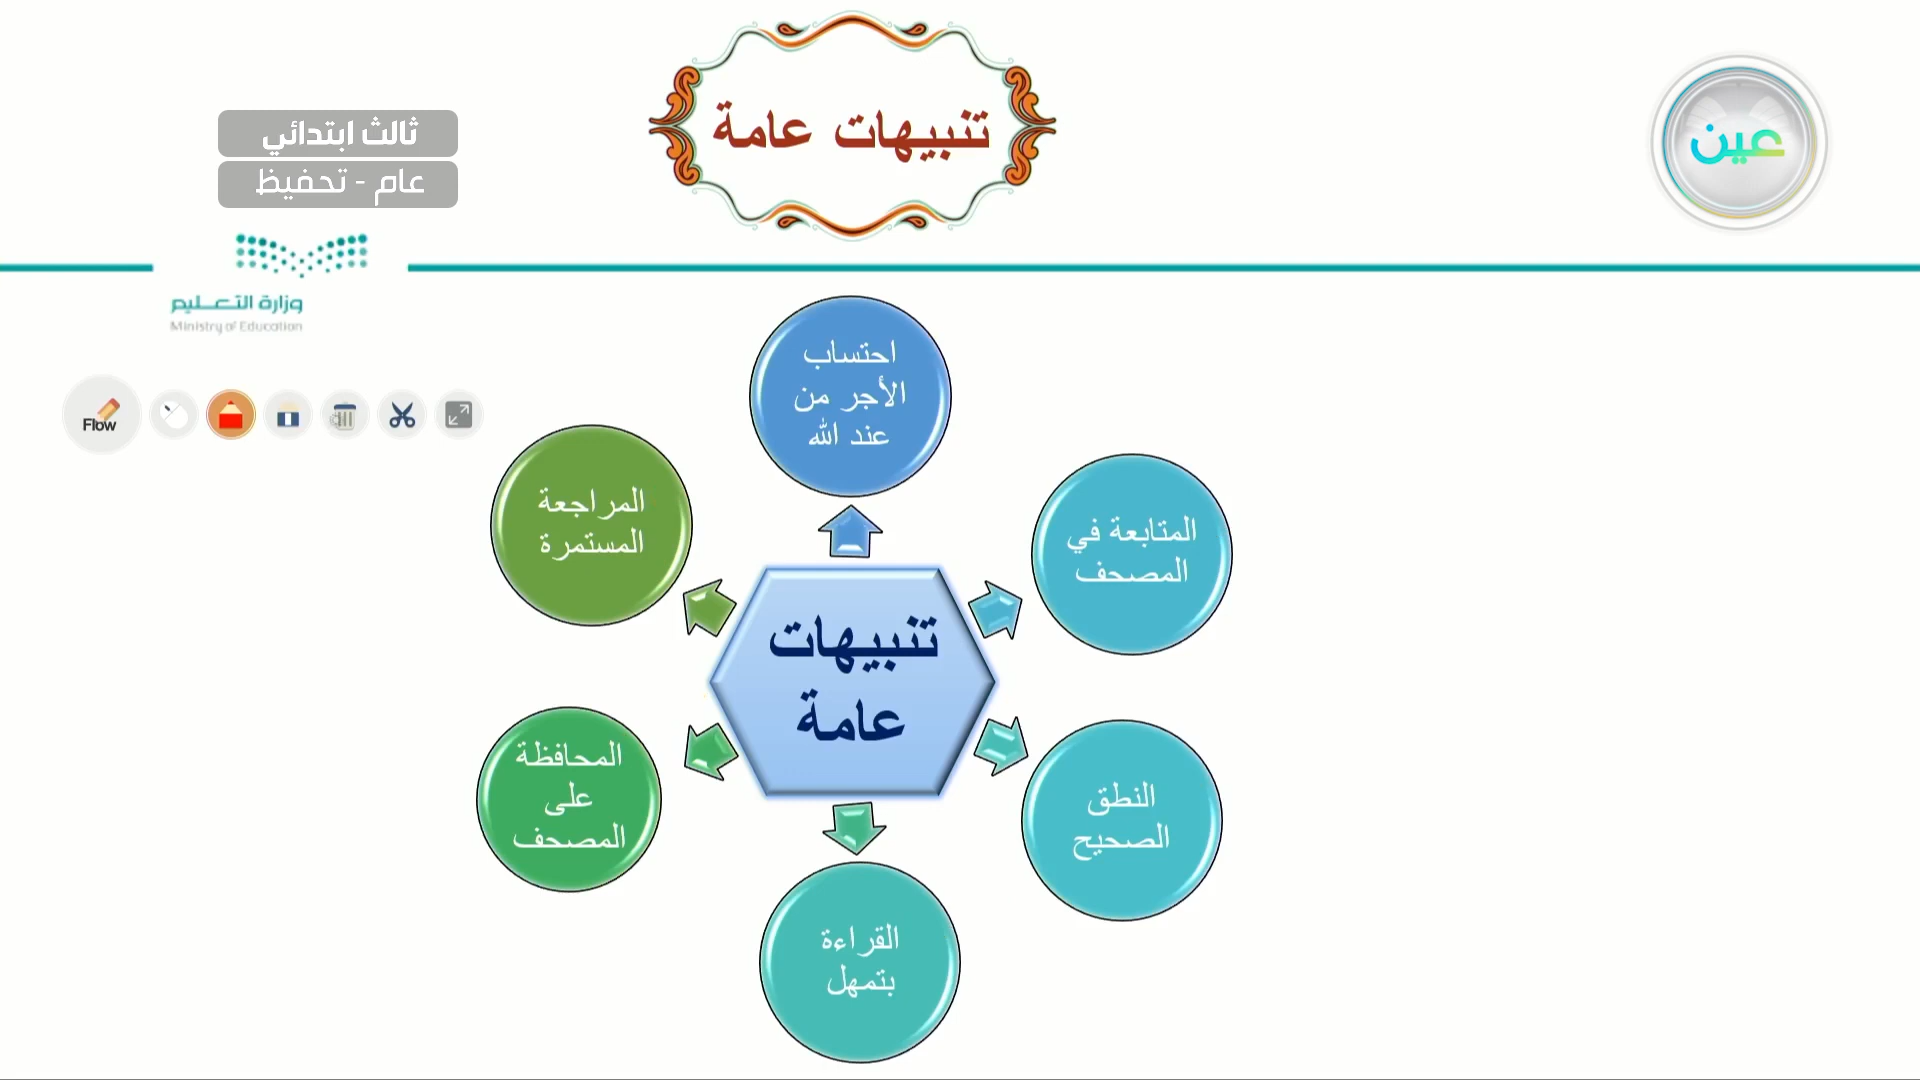 تنبيهات عامة
عين
ثالث ابتدائي
عام - تحفيظ
وزارة التعليم
Ministry of Education
Flow
احتساب
الأجر من
عند الله
المتابعة في
المصحف
النطق
الصحيح
القراءة
بتمهل
المحافظة
على
المصحف
المراجعة
المستمرة
تنبيهات
عامة